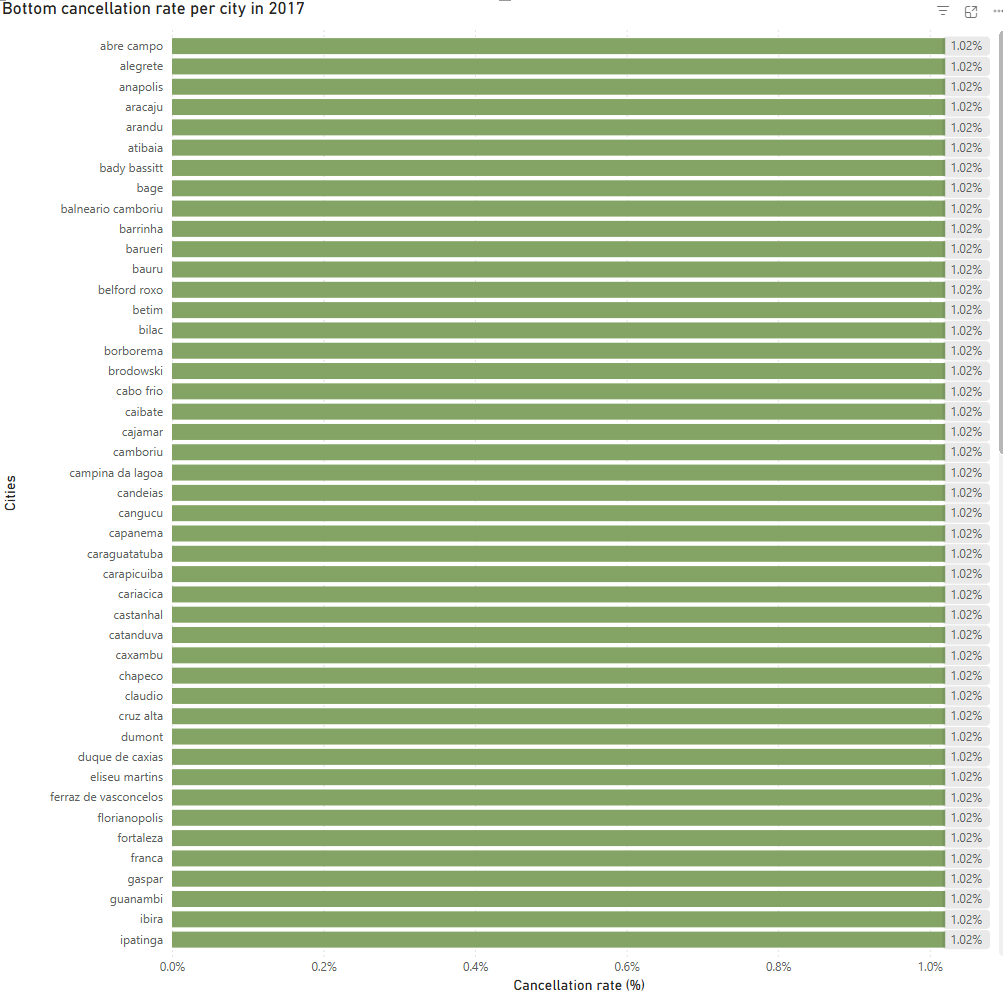 Bottom cancellation rate per city in 2017
abre campo 1.02%
alegrete 1.02%
anapolis 1.02%
aracaju 1.02%
arandu 1.02%
atibaia 1.02%
bady bassitt 1.02%
bage 1.02%
balneario camboriu 1.02%
barrinha 1.02%
barueri 1.02%
bauru 1.02%
belford roxo 1.02%
betim 1.02%
bilac 1.02%
borborema 1.02%
brodowski 1.02%
cabo frio 1.02%
caibate 1.02%
cajamar 1.02%
camboriu 1.02%
campina da lagoa 1.02%
candeias 1.02%
cangucu 1.02%
capanema 1.02%
caraguatatuba 1.02%
carapicuiba 1.02%
cariacica 1.02%
castanhal 1.02%
catanduva 1.02%
caxambu 1.02%
chapeco 1.02%
claudio 1.02%
cruz alta 1.02%
dumont 1.02%
duque de caxias 1.02%
eliseu martins 1.02%
ferraz de vasconcelos 1.02%
florianopolis 1.02%
fortaleza 1.02%
franca 1.02%
gaspar 1.02%
guanambi 1.02%
ibira 1.02%
ipatinga 1.02%
Cities
0.0% 0.2% 0.4% 0.6% 0.8% 1.0%
Cancellation rate (%)